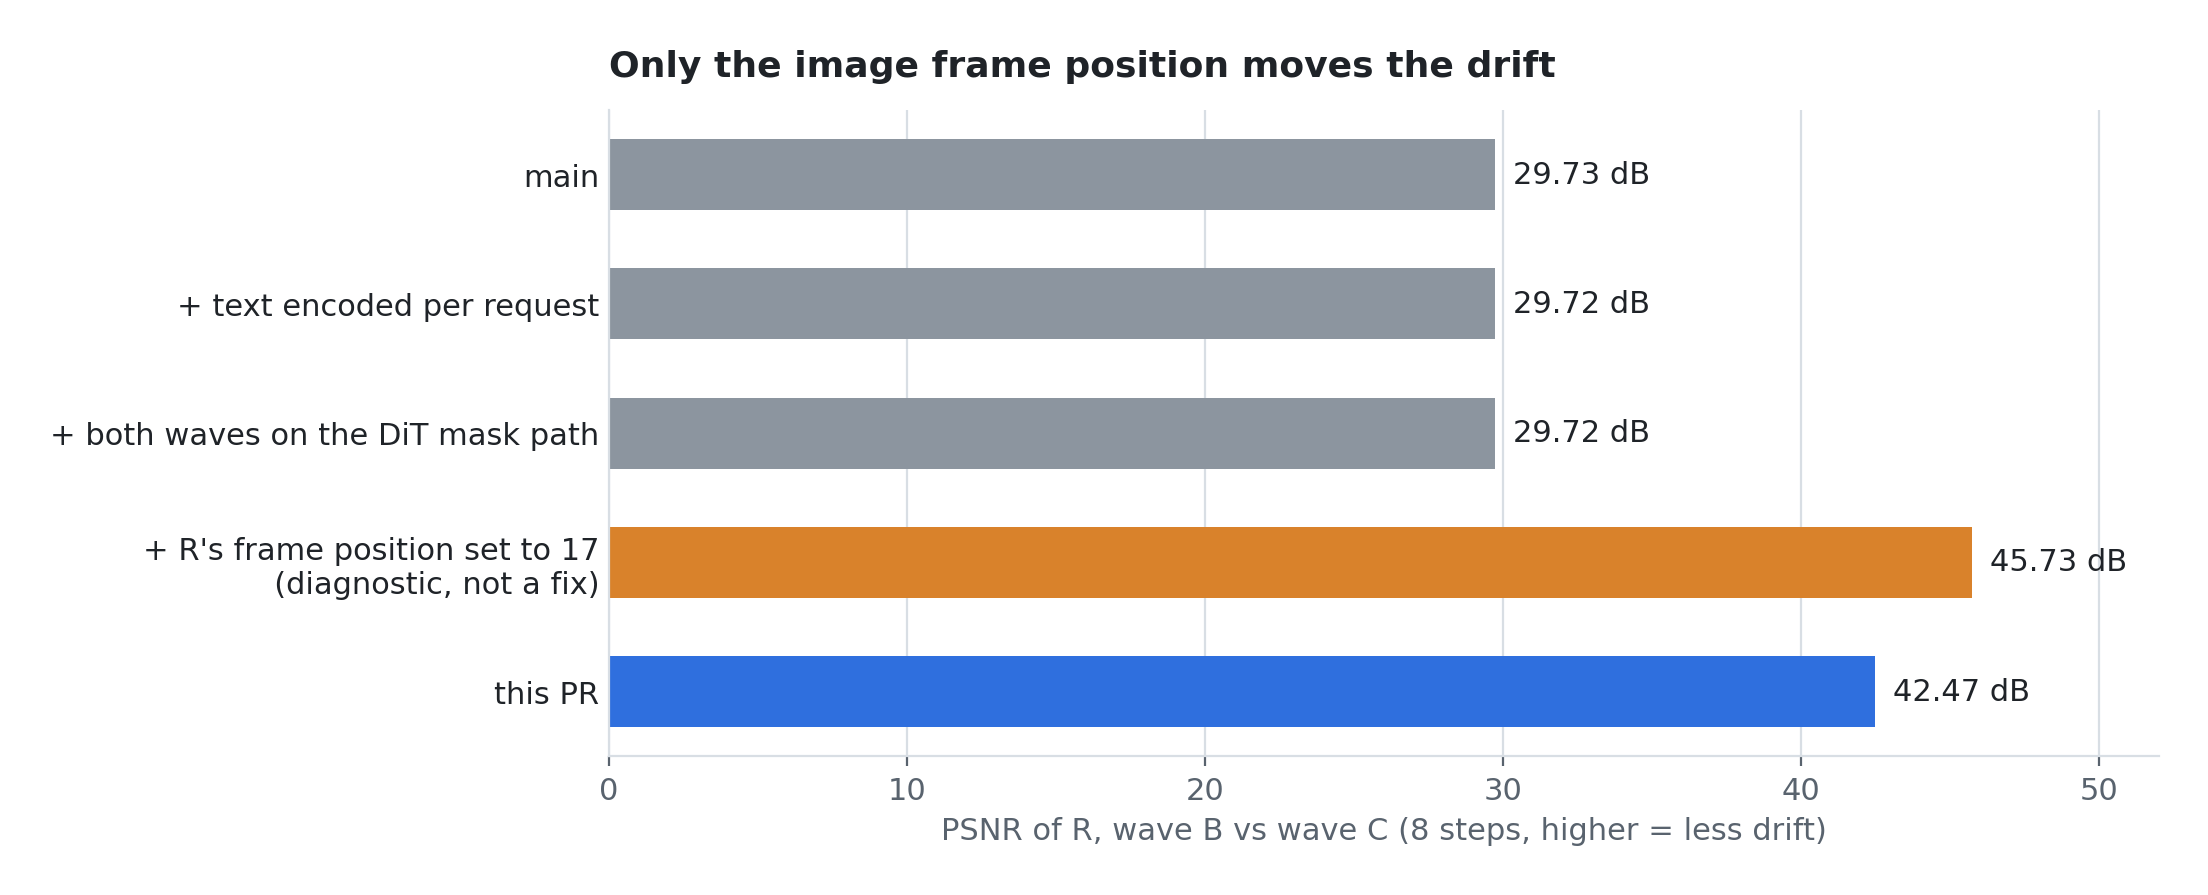 Only the image frame position moves the drift
main
29.73 dB
+ text encoded per request
29.72 dB
+ both waves on the DiT mask path
29.72 dB
+ R's frame position set to 17
(diagnostic, not a fix)
45.73 dB
this PR
42.47 dB
0 10 20 30 40 50
PSNR of R, wave B vs wave C (8 steps, higher = less drift)